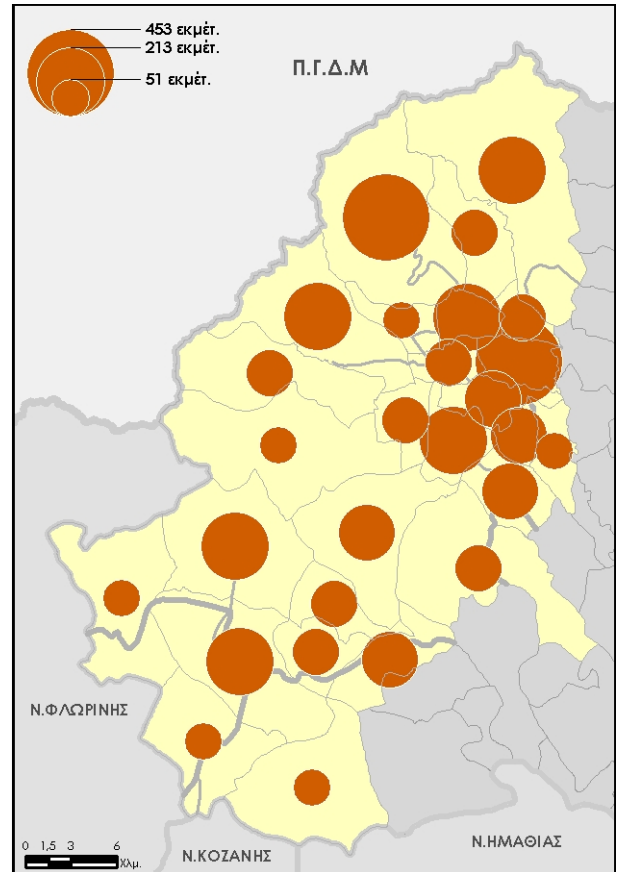 453 εκμέτ.
213 εκμέτ.
51 εκμέτ.
Π.Γ.Δ.Μ
Ν.ΦΛΩΡΙΝΗΣ
Ν.ΚΟΖΑΝΗΣ
Ν.ΗΜΑΘΙΑΣ
0 1,5 3 6
Χλμ.